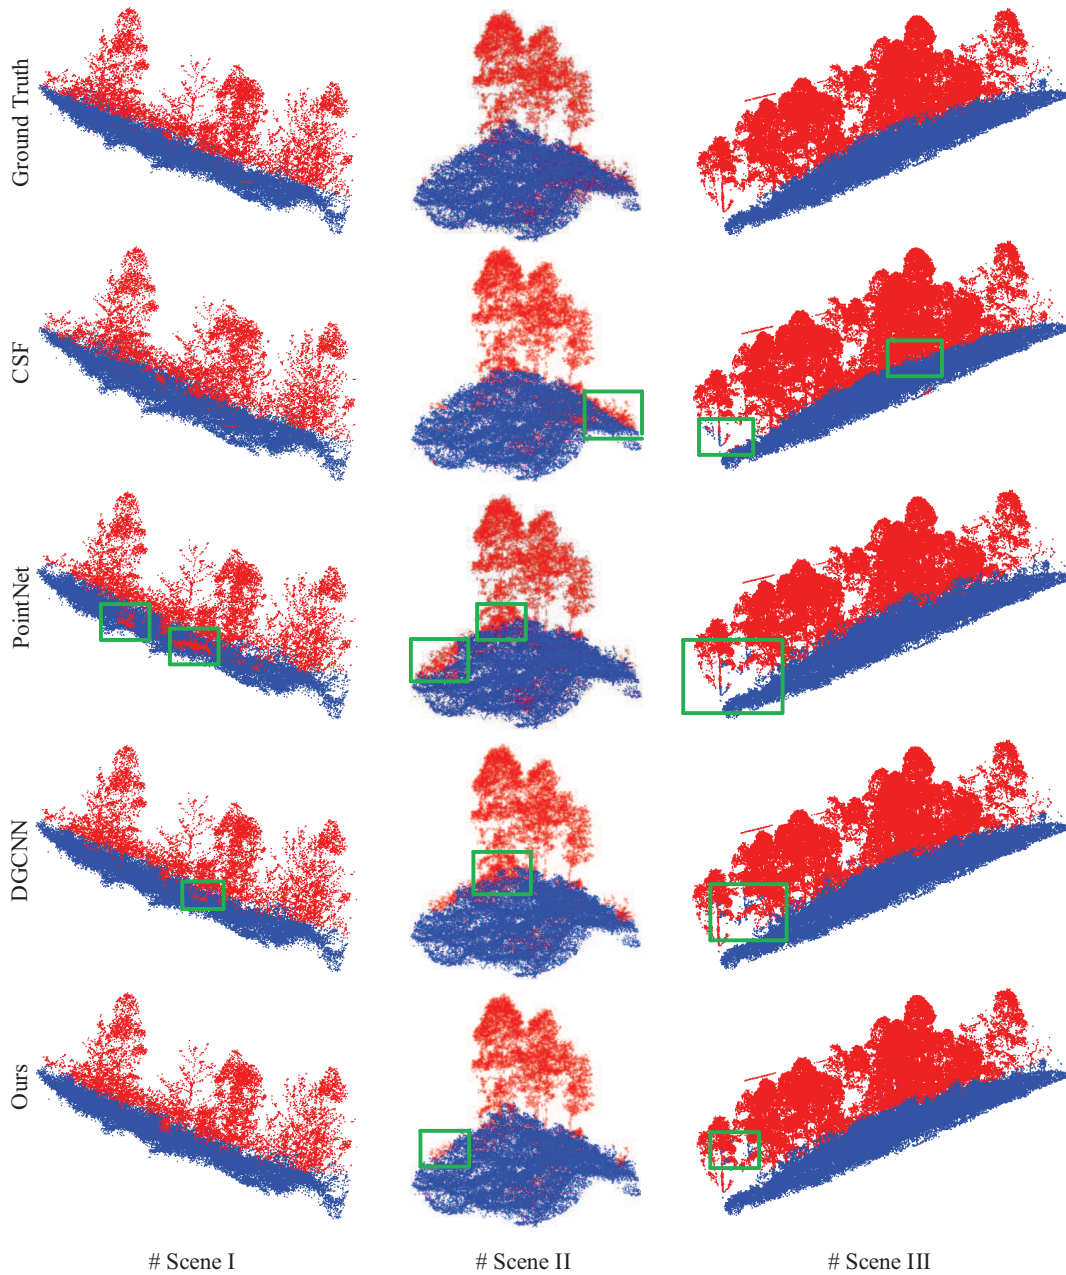 Ground Truth
CSF
PointNet
DGCNN
Ours
# Scene I
# Scene II
# Scene III